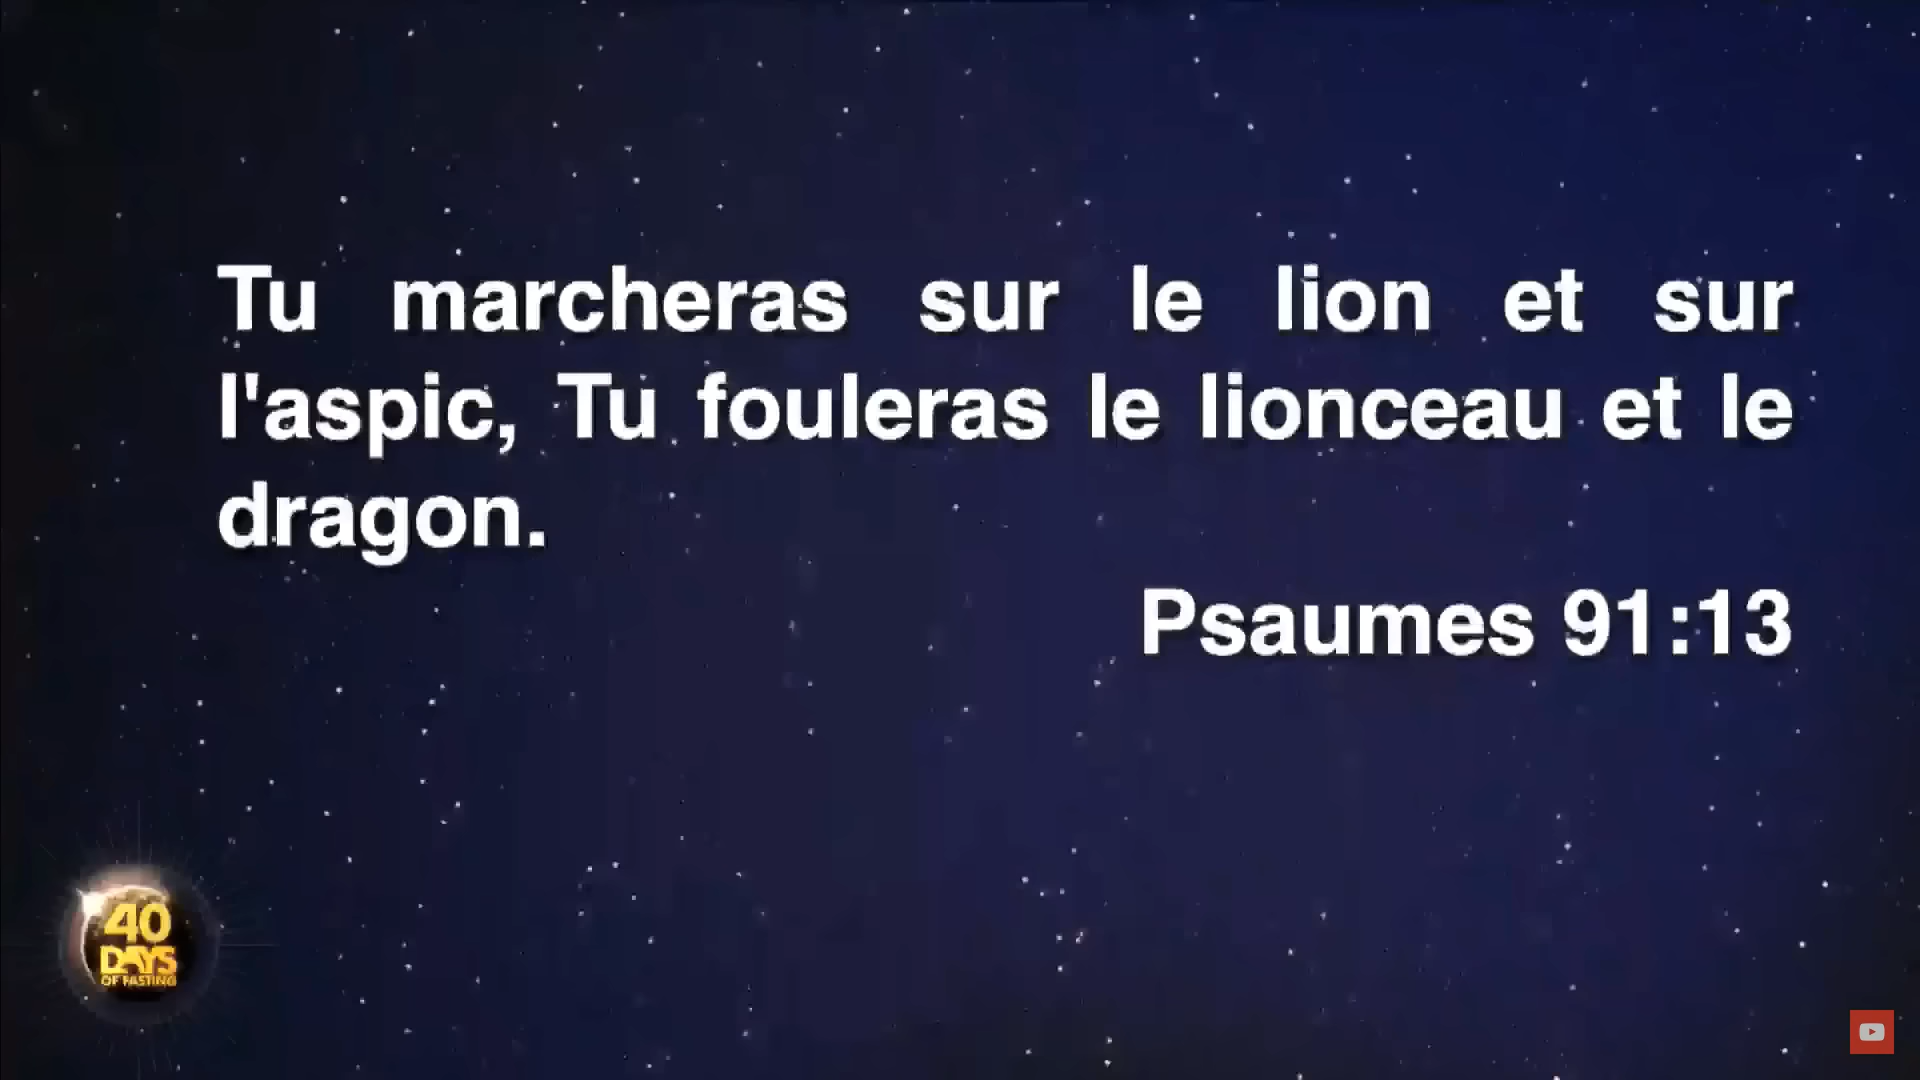 Tu marcheras sur le lion et sur
l'aspic, Tu fouleras le lionceau et le
dragon.
Psaumes 91:13
40
DAYS
OF FASTING